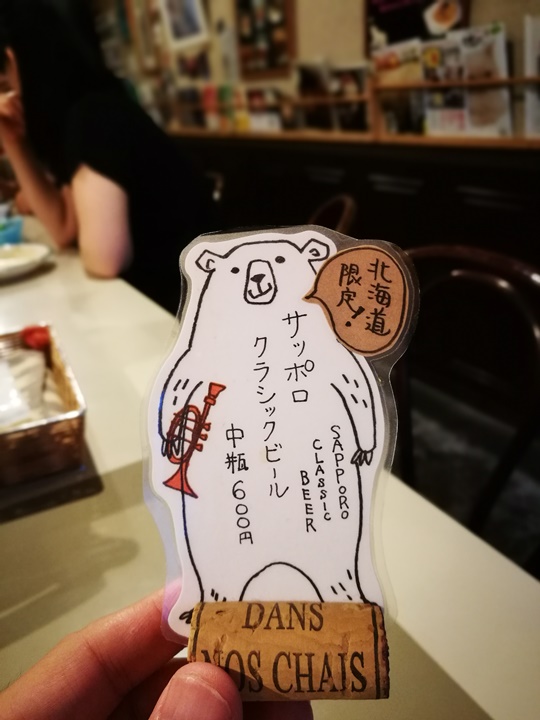 北海道
限定!
サッポロ
クラシックビール
中瓶 600円
SAPPORO
CLASSIC
BEER
DANS
NOS CHAIS